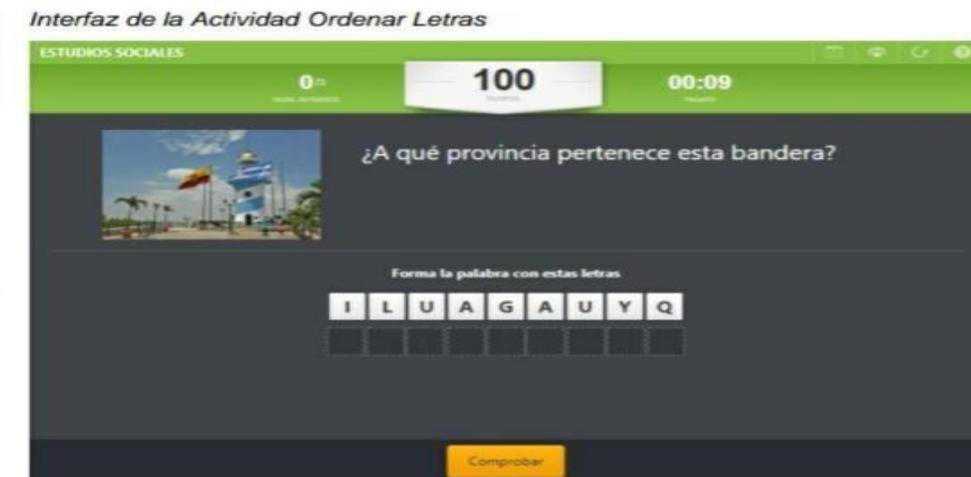 Interfaz de la Actividad Ordenar Letras
ESTUDIOS SOCIALES
0
100
00:09
¿A qué provincia pertenece esta bandera?
Forma la palabra con estas letras
I L U A G A U Y Q
Comprobar